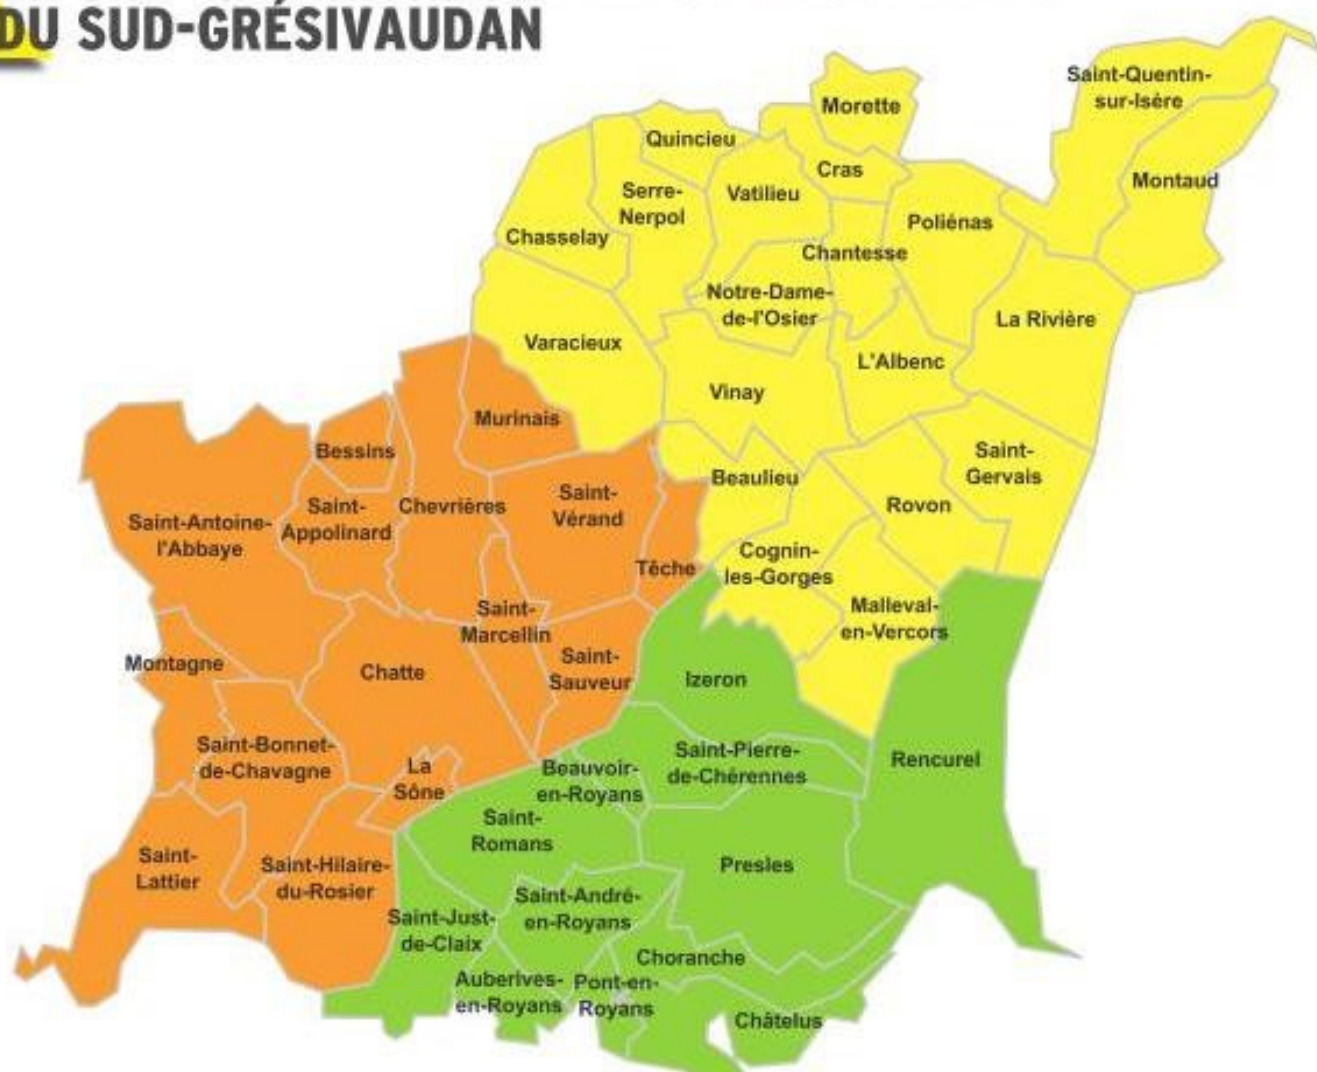 DU SUD-GRÉSIVAUDAN
Saint-Quentin-
sur-Isère
Morette
Quincieu
Cras
Montaud
Serre-
Nerpol
Vatilieu
Poliénas
Chasselay
Chantesse
Notre-Dame-
de-l'Osier
La Rivière
Varacieux
L'Albenc
Vinay
Murinais
Bessins
Saint-
Gervais
Beaulieu
Saint-
Vérand
Chevrières
Saint-
Appolinard
Rovon
Saint-Antoine-
l'Abbaye
Cognin-
les-Gorges
Têche
Saint-
Marcellin
Malleval-
en-Vercors
Montagne
Chatte
Saint-
Sauveur
Izeron
Saint-Bonnet-
de-Chavagne
La
Sône
Beauvoir-
en-Royans
Saint-Pierre-
de-Chérennes
Rencurel
Saint-
Romans
Saint-
Lattier
Saint-Hilaire-
du-Rosier
Presles
Saint-André-
en-Royans
Saint-Just-
de-Claix
Choranche
Auberives-
en-Royans
Pont-en-
Royans
Châtelus